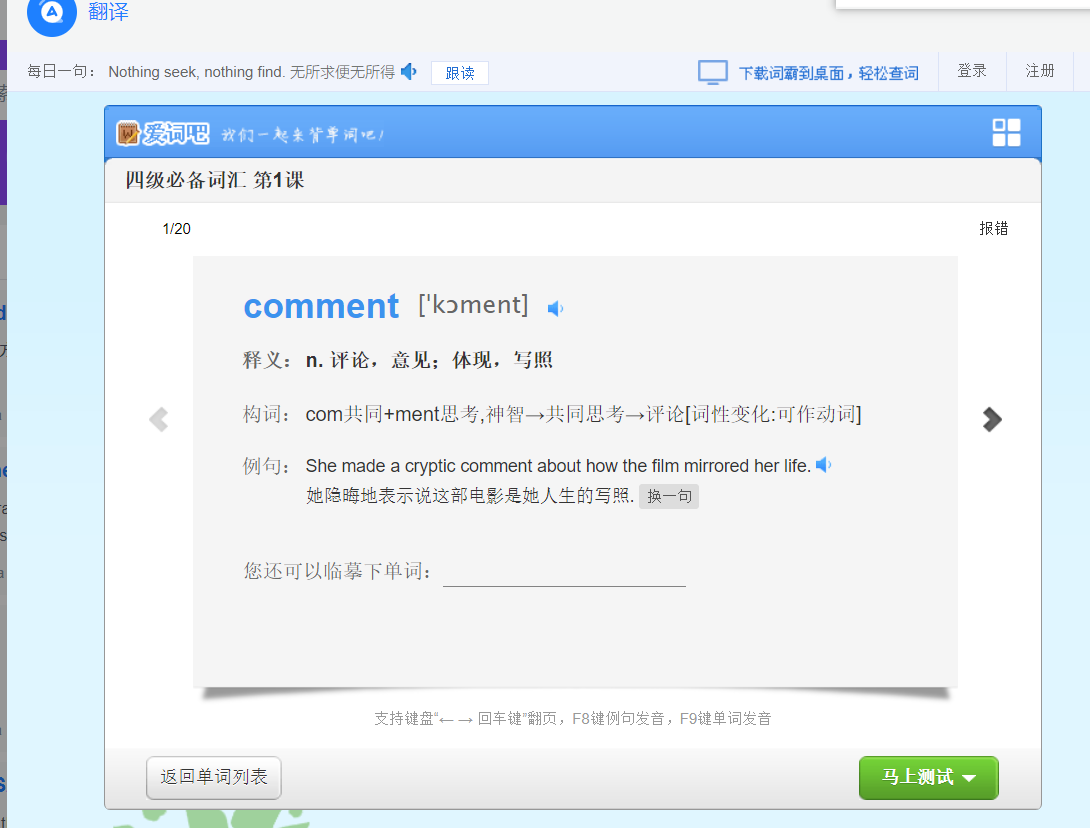 翻译
每日一句： Nothing seek, nothing find. 无所求便无所得 跟读 下载词霸到桌面，轻松查词 登录 注册
爱词吧 我们一起来背单词吧！
四级必备词汇 第1课
1/20 报错
comment ['kɔment]
释义： n. 评论，意见；体现，写照
构词： com共同+ment思考,神智→共同思考→评论[词性变化:可作动词]
例句： She made a cryptic comment about how the film mirrored her life.
她隐晦地表示说这部电影是她人生的写照. 换一句
您还可以临摹下单词：
支持键盘“← → 回车键”翻页，F8键例句发音，F9键单词发音
返回单词列表 马上测试